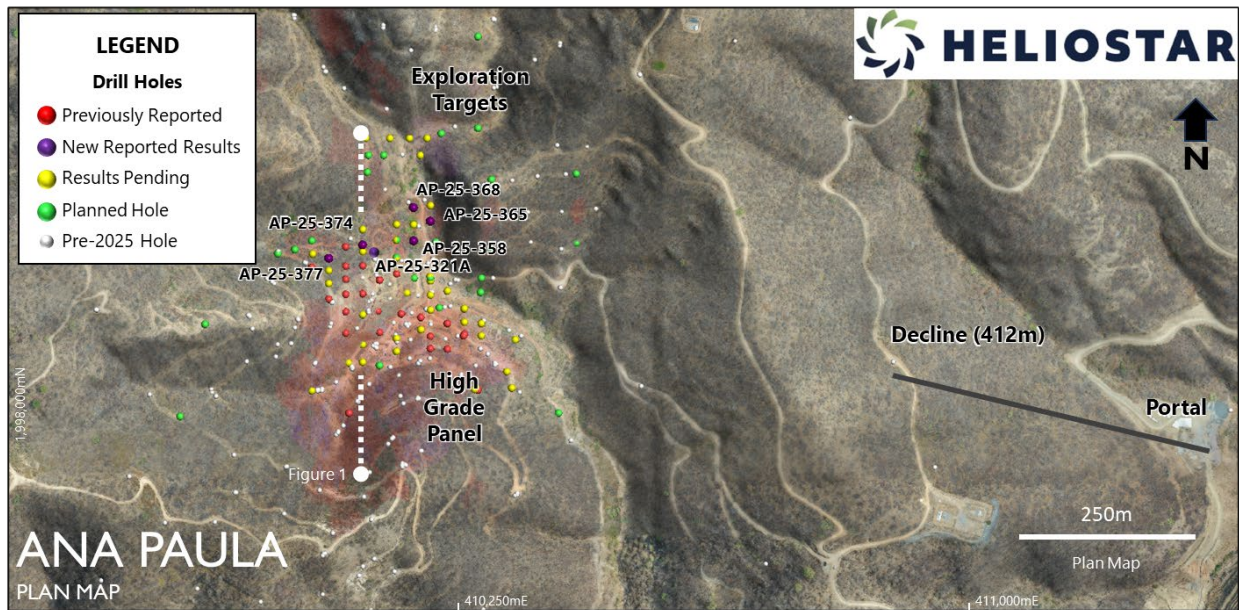 LEGEND
Drill Holes
Previously Reported
New Reported Results
Results Pending
Planned Hole
Pre-2025 Hole
HELIOSTAR
N
Exploration
Targets
AP-25-368
AP-25-365
AP-25-374
AP-25-358
AP-25-321A
AP-25-377
Decline (412m)
High
Grade
Panel
Portal
1,998,000mN
Figure 1
250m
Plan Map
ANA PAULA
PLAN MAP
410,250mE
411,000mE